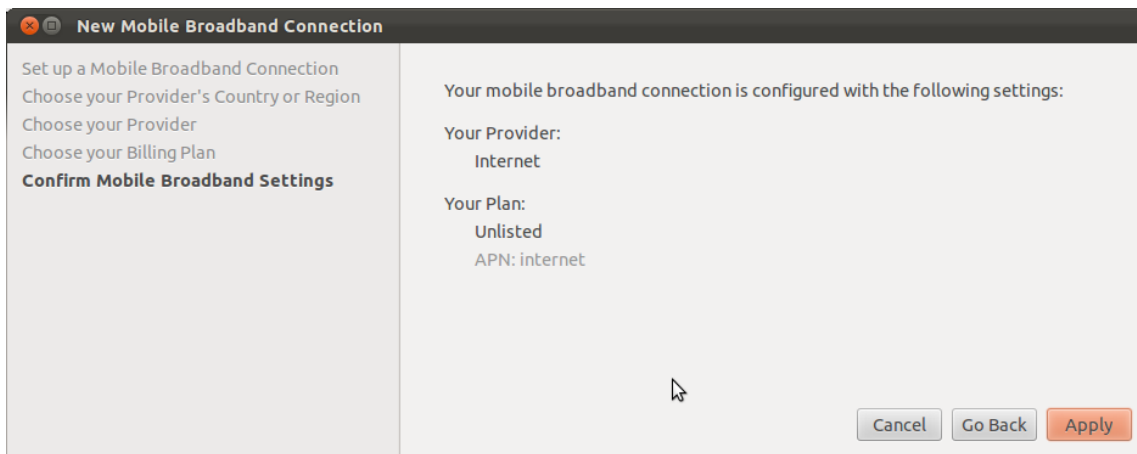 New Mobile Broadband Connection
Set up a Mobile Broadband Connection
Choose your Provider's Country or Region
Choose your Provider
Choose your Billing Plan
Confirm Mobile Broadband Settings
Your mobile broadband connection is configured with the following settings:
Your Provider:
Internet
Your Plan:
Unlisted
APN: internet
Cancel Go Back Apply